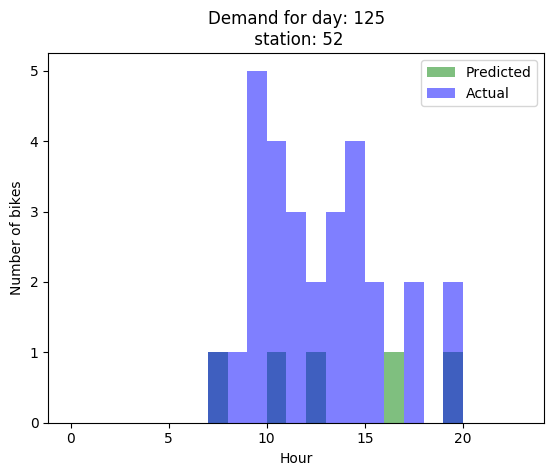 Demand for day: 125
station: 52
Predicted
Actual
Number of bikes
5
4
3
2
1
0
0
5
10
15
20
Hour